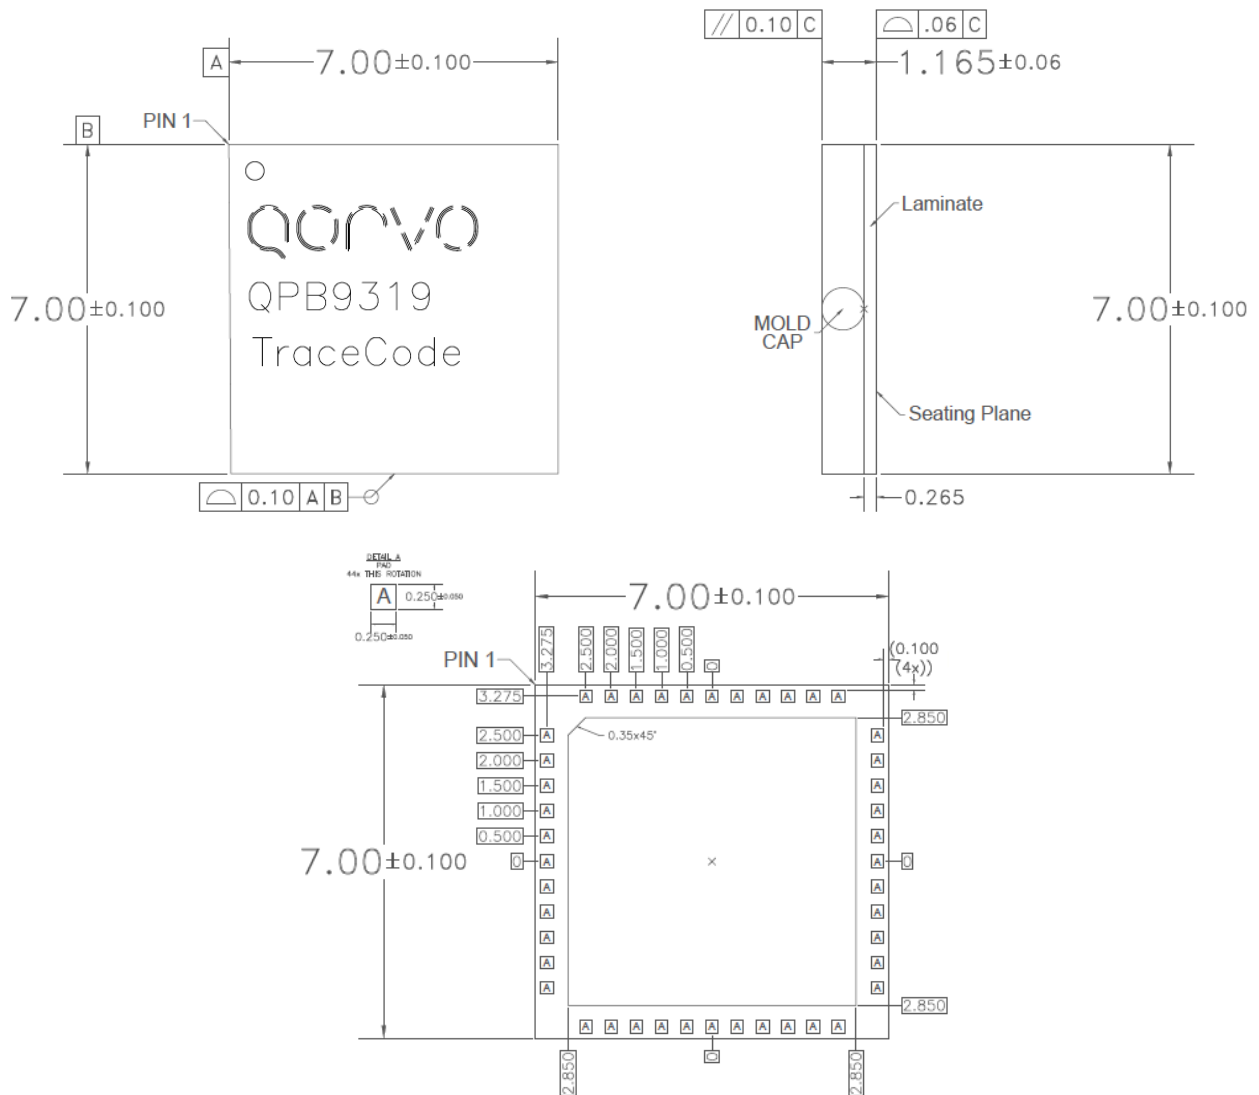 // 0.10 C
⌓ .06 C
A
7.00±0.100
1.165±0.06
PIN 1
B
Qorvo
QPB9319
TraceCode
7.00±0.100
Laminate
MOLD
CAP
7.00±0.100
Seating Plane
⌓ 0.10 A B
0.265
DETAIL A
PAD
44x THIS ROTATION
A 0.250±0.050
0.250±0.050
7.00±0.100
PIN 1
3.275 2.500 2.000 1.500 1.000 0.500 0
(0.100
(4x))
3.275 A A A A A A A A A A A
2.850
0.35x45°
2.500 A A
2.000 A A
1.500 A A
1.000 A A
0.500 A A
7.00±0.100
0 A A 0
A A
A A
A A
A A
A A
2.850
A A A A A A A A A A A
2.850 0 2.850